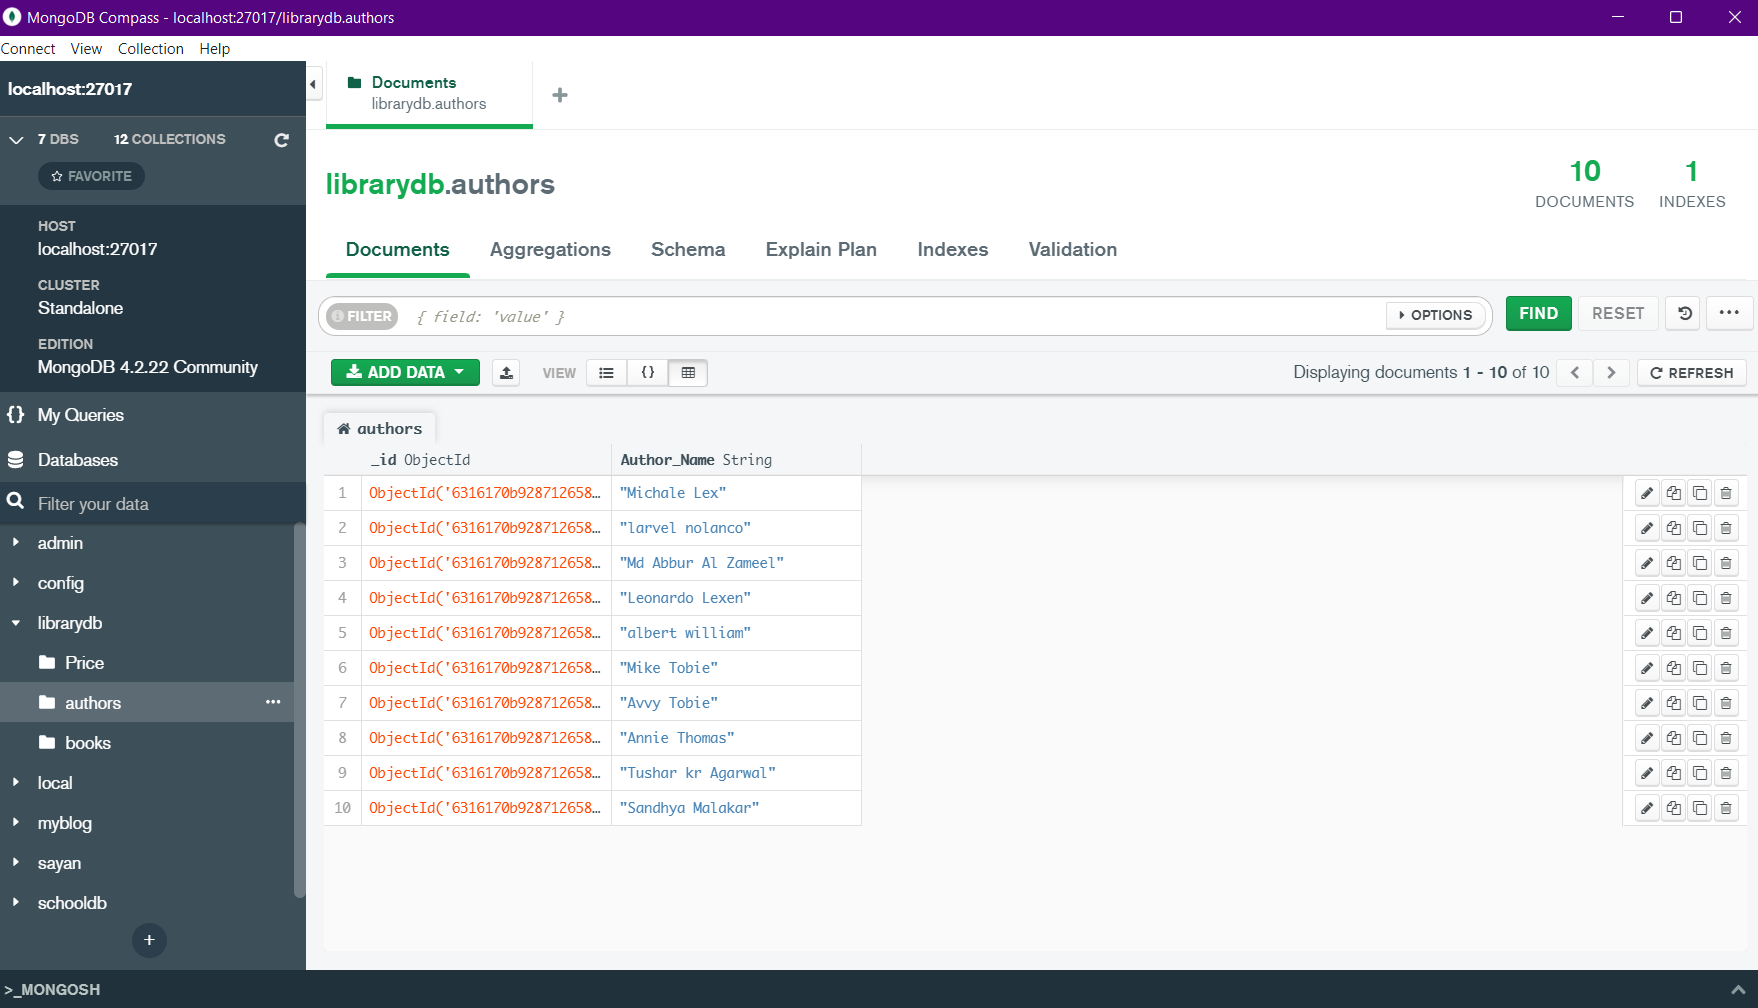 MongoDB Compass - localhost:27017/librarydb.authors
Connect View Collection Help
localhost:27017
7 DBS 12 COLLECTIONS
FAVORITE
HOST
localhost:27017
CLUSTER
Standalone
EDITION
MongoDB 4.2.22 Community
{} My Queries
Databases
Filter your data
admin
config
librarydb
Price
authors ...
books
local
myblog
sayan
schooldb
+
>_MONGOSH
Documents
librarydb.authors
+
librarydb.authors
10 DOCUMENTS
1 INDEXES
Documents Aggregations Schema Explain Plan Indexes Validation
FILTER { field: 'value' } OPTIONS FIND RESET ...
ADD DATA VIEW {} Displaying documents 1 - 10 of 10 < > REFRESH
authors
_id ObjectId Author_Name String
1 ObjectId('6316170b928712658… "Michale Lex"
2 ObjectId('6316170b928712658… "larvel nolanco"
3 ObjectId('6316170b928712658… "Md Abbur Al Zameel"
4 ObjectId('6316170b928712658… "Leonardo Lexen"
5 ObjectId('6316170b928712658… "albert william"
6 ObjectId('6316170b928712658… "Mike Tobie"
7 ObjectId('6316170b928712658… "Avvy Tobie"
8 ObjectId('6316170b928712658… "Annie Thomas"
9 ObjectId('6316170b928712658… "Tushar kr Agarwal"
10 ObjectId('6316170b928712658… "Sandhya Malakar"